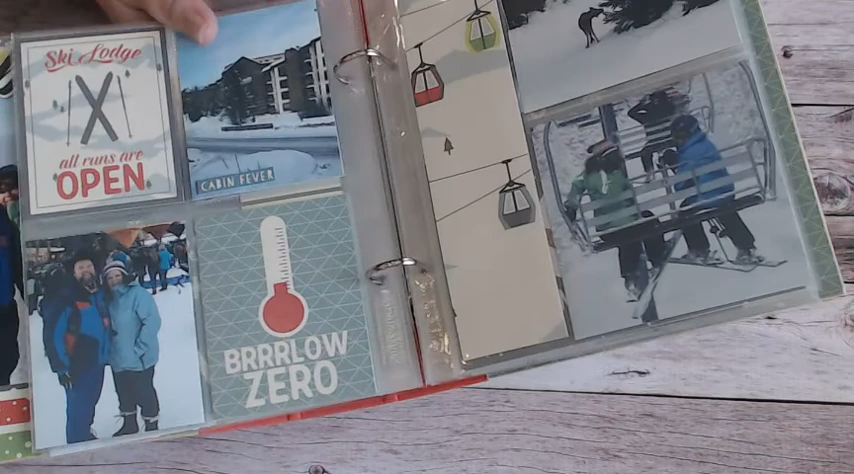 Ski Lodge
all runs are
OPEN
CABIN FEVER
BRRRLOW
ZERO